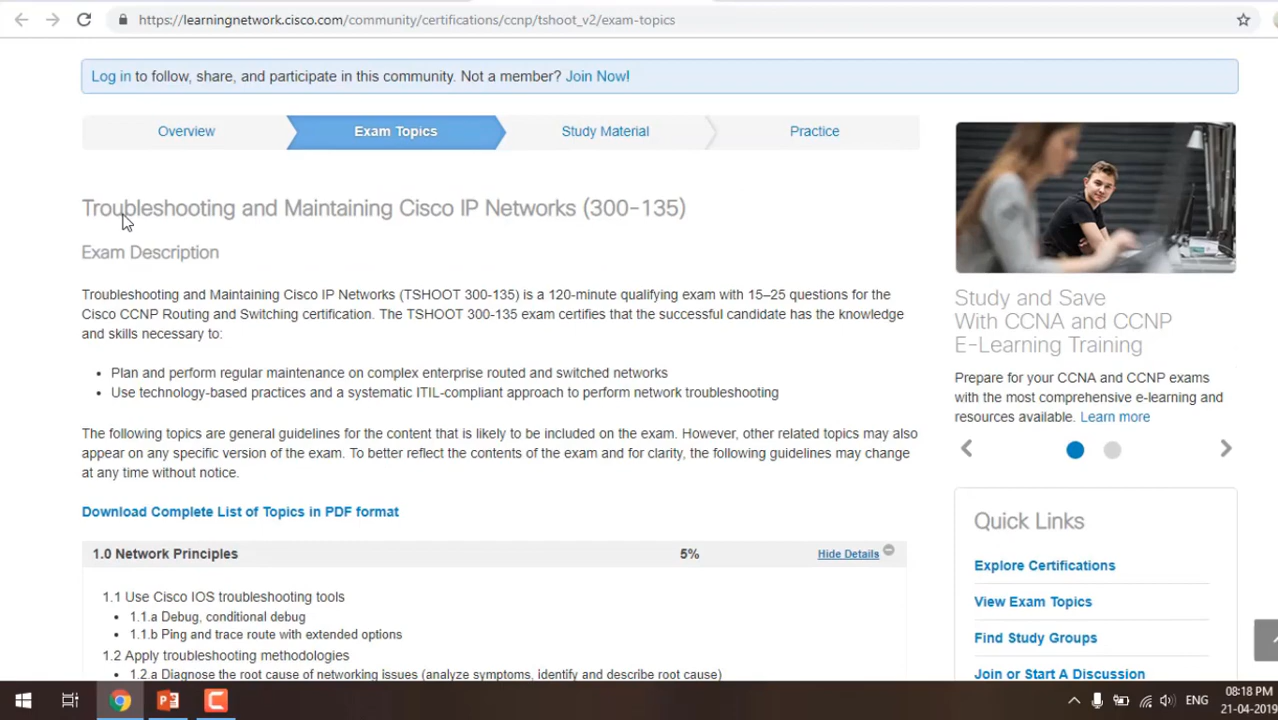 https://learningnetwork.cisco.com/community/certifications/ccnp/tshoot_v2/exam-topics
Log in to follow, share, and participate in this community. Not a member? Join Now!
Overview
Exam Topics
Study Material
Practice
Troubleshooting and Maintaining Cisco IP Networks (300-135)
Exam Description
Troubleshooting and Maintaining Cisco IP Networks (TSHOOT 300-135) is a 120-minute qualifying exam with 15–25 questions for the
Cisco CCNP Routing and Switching certification. The TSHOOT 300-135 exam certifies that the successful candidate has the knowledge
and skills necessary to:
• Plan and perform regular maintenance on complex enterprise routed and switched networks
• Use technology-based practices and a systematic ITIL-compliant approach to perform network troubleshooting
The following topics are general guidelines for the content that is likely to be included on the exam. However, other related topics may also
appear on any specific version of the exam. To better reflect the contents of the exam and for clarity, the following guidelines may change
at any time without notice.
Download Complete List of Topics in PDF format
1.0 Network Principles 5% Hide Details
1.1 Use Cisco IOS troubleshooting tools
• 1.1.a Debug, conditional debug
• 1.1.b Ping and trace route with extended options
1.2 Apply troubleshooting methodologies
• 1.2.a Diagnose the root cause of networking issues (analyze symptoms, identify and describe root cause)
Study and Save
With CCNA and CCNP
E-Learning Training
Prepare for your CCNA and CCNP exams
with the most comprehensive e-learning and
resources available. Learn more
Quick Links
Explore Certifications
View Exam Topics
Find Study Groups
Join or Start A Discussion
ENG
08:18 PM
21-04-2019